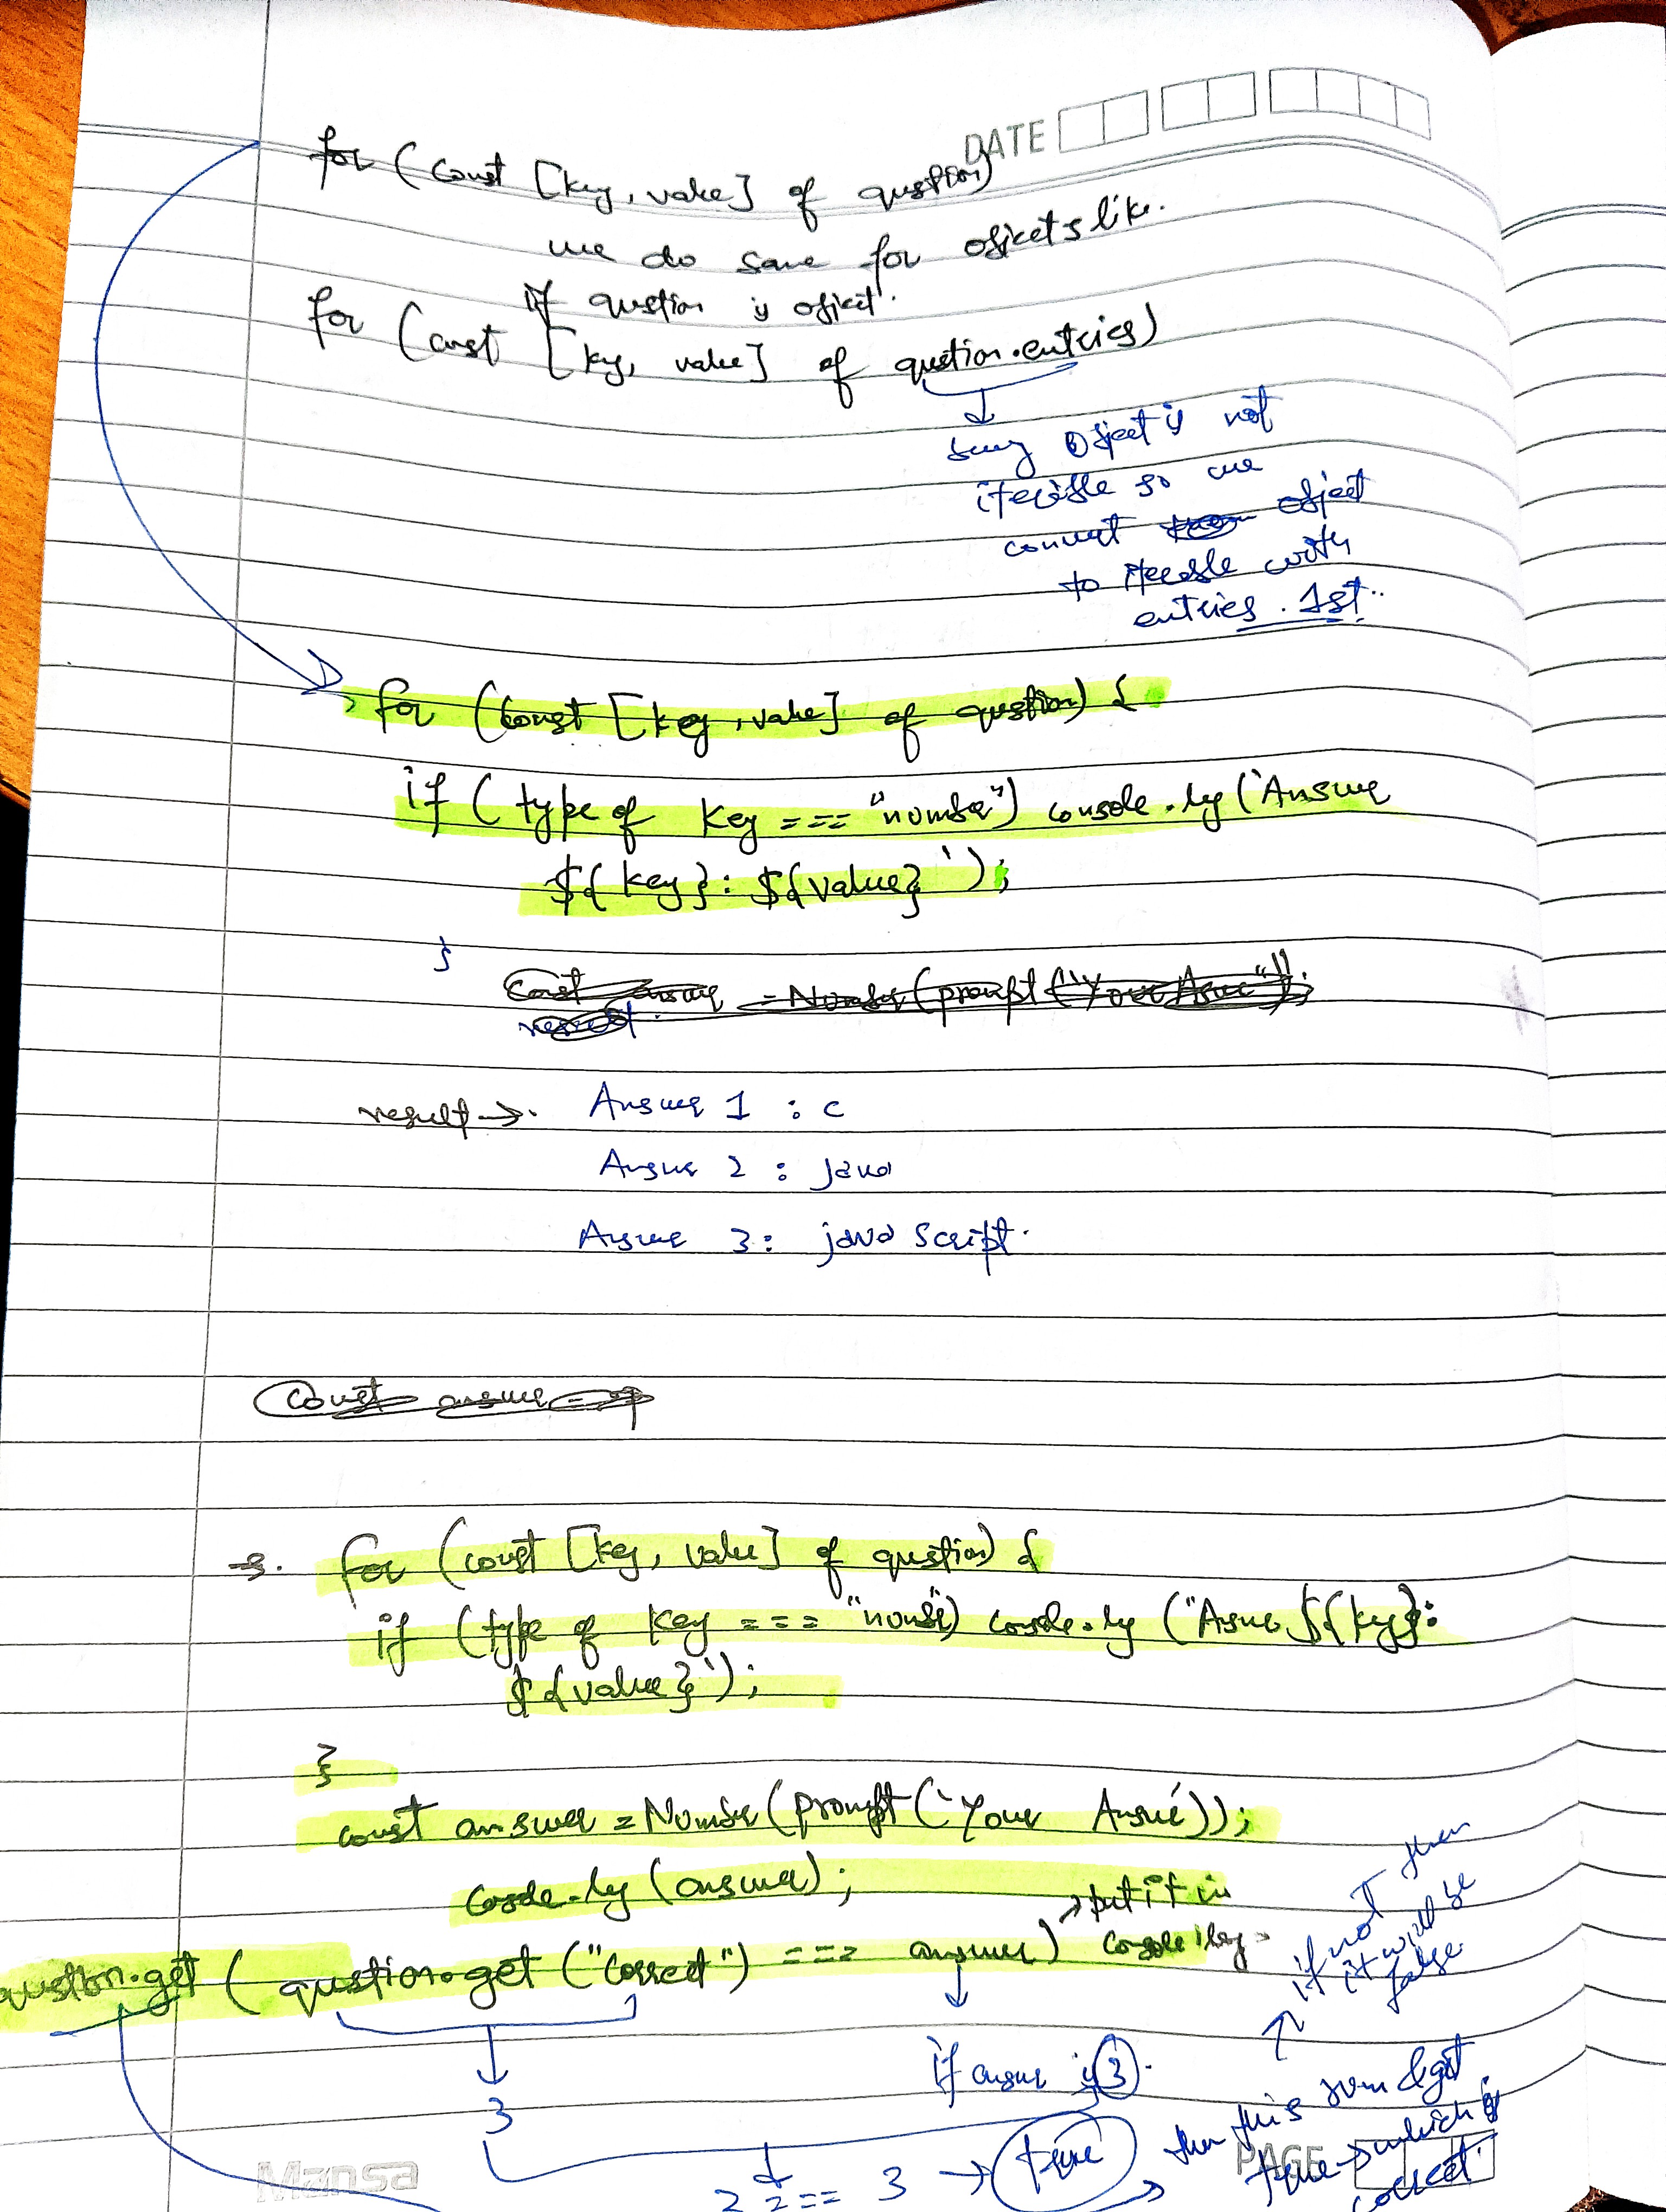 DATE
for (const [key, value] of question)
we do same for objects like.
if question is object.
for (const [key, value] of question.entries)
object is not
iterable so we
convert object
to iterable with
entries. 1st..
for (const [key, value] of question) {
if (type of key === "number") console.log(`Answer
${key}: ${value}`);
}
result →. Answer 1 : c
Answer 2 : java
Answer 3: java script.
3. for (const [key, value] of question) {
if (type of key === "number") console.log ("Answer ${key}:
${value}`);
}
const answer = Number(prompt(`Your Answer`));
console.log (answer);
question.get ( question.get ("correct") === answer) → put it in
console.log
if not then
it will be
false.
3
if answer is 3.
3 === 3 → true
then this will get
true → which is
correct.
Mansa
PAGE